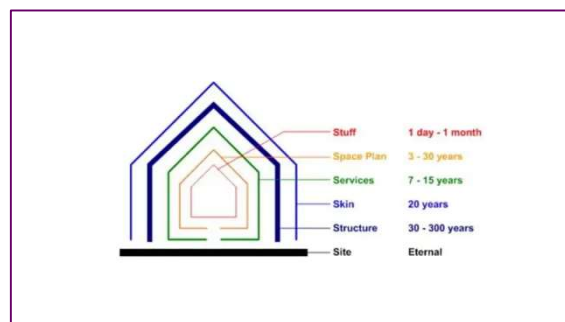 Stuff 1 day - 1 month
Space Plan 3 - 30 years
Services 7 - 15 years
Skin 20 years
Structure 30 - 300 years
Site Eternal